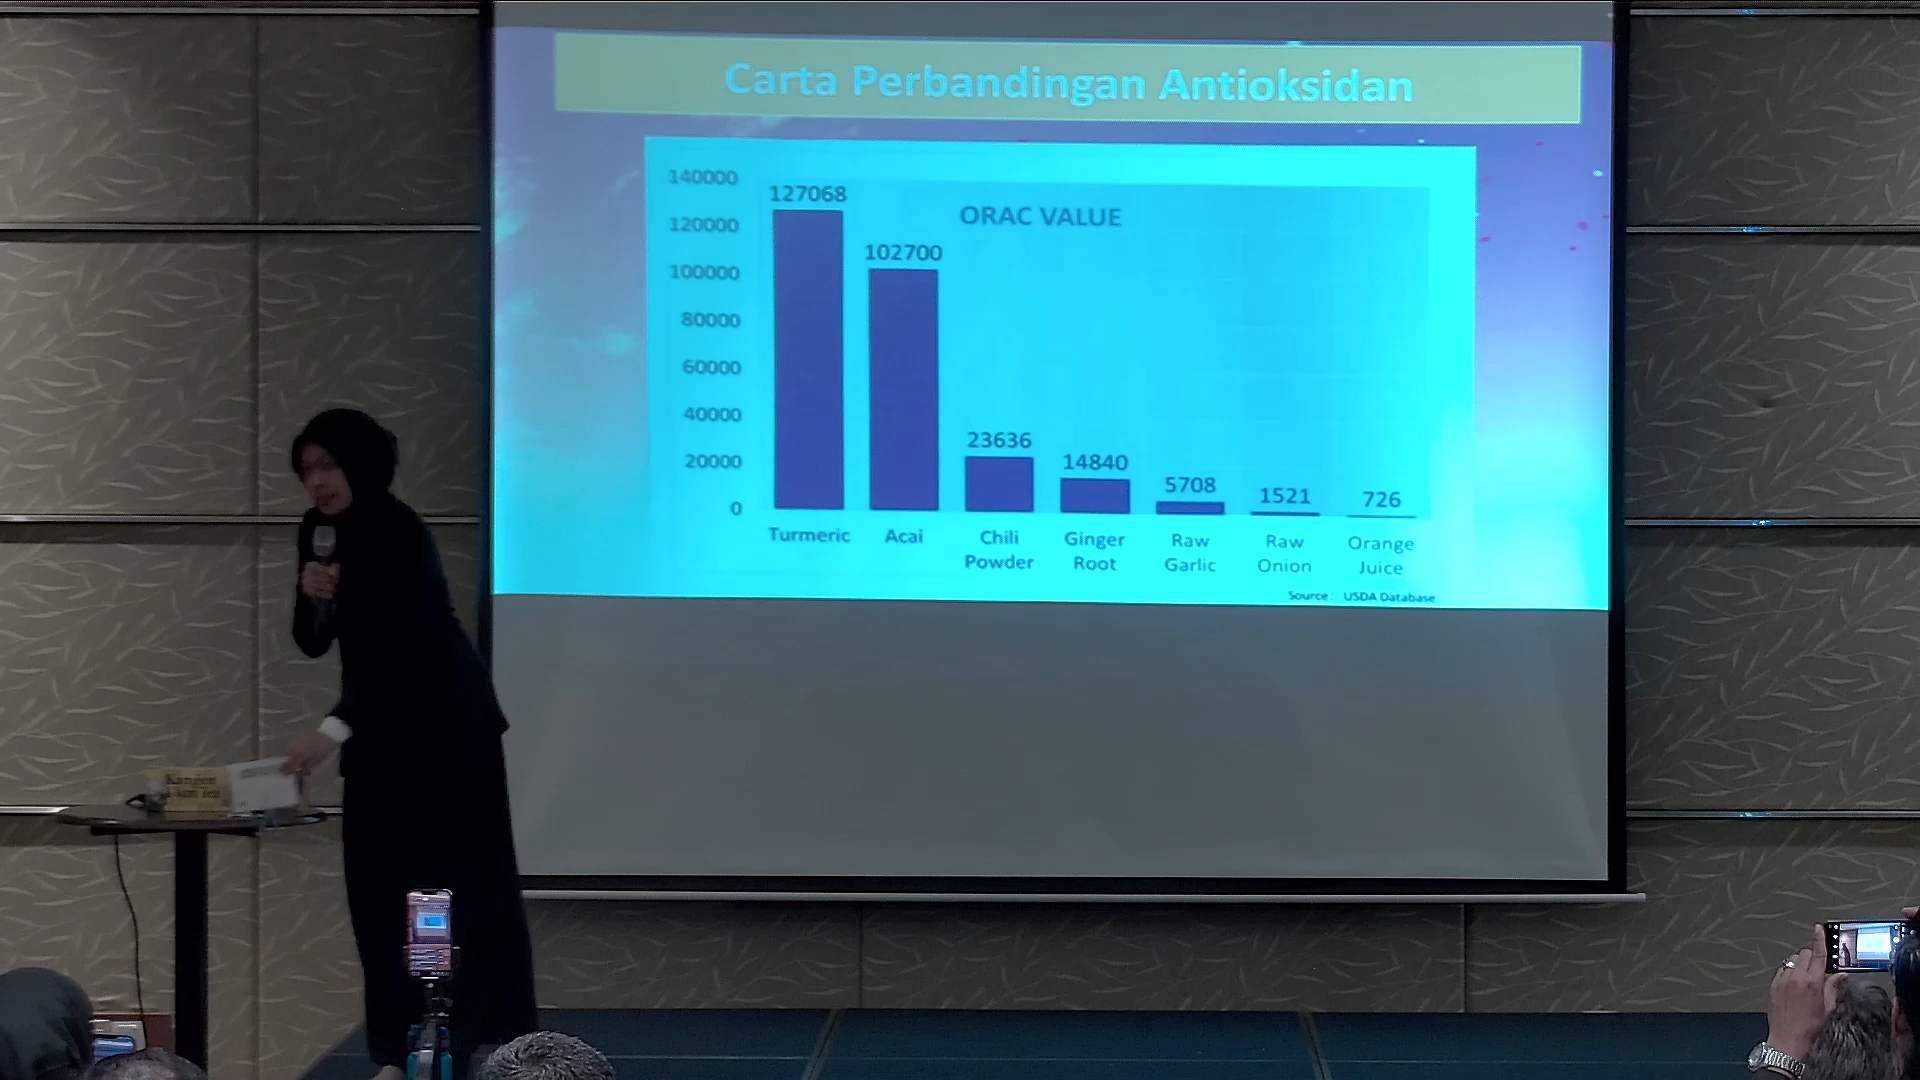 Carta Perbandingan Antioksidan
ORAC VALUE
140000
120000
100000
80000
60000
40000
20000
0
127068
102700
23636
14840
5708
1521
726
Turmeric
Acai
Chili
Powder
Ginger
Root
Raw
Garlic
Raw
Onion
Orange
Juice
Source: USDA Database